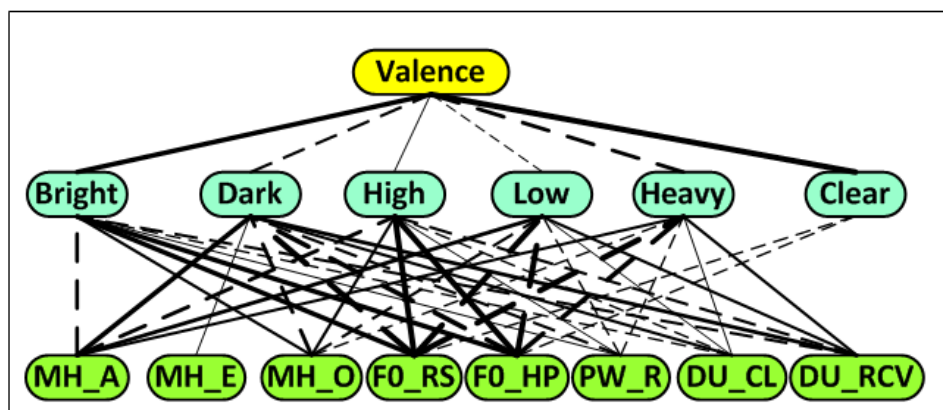 Valence
Bright Dark High Low Heavy Clear
MH_A MH_E MH_O F0_RS F0_HP PW_R DU_CL DU_RCV